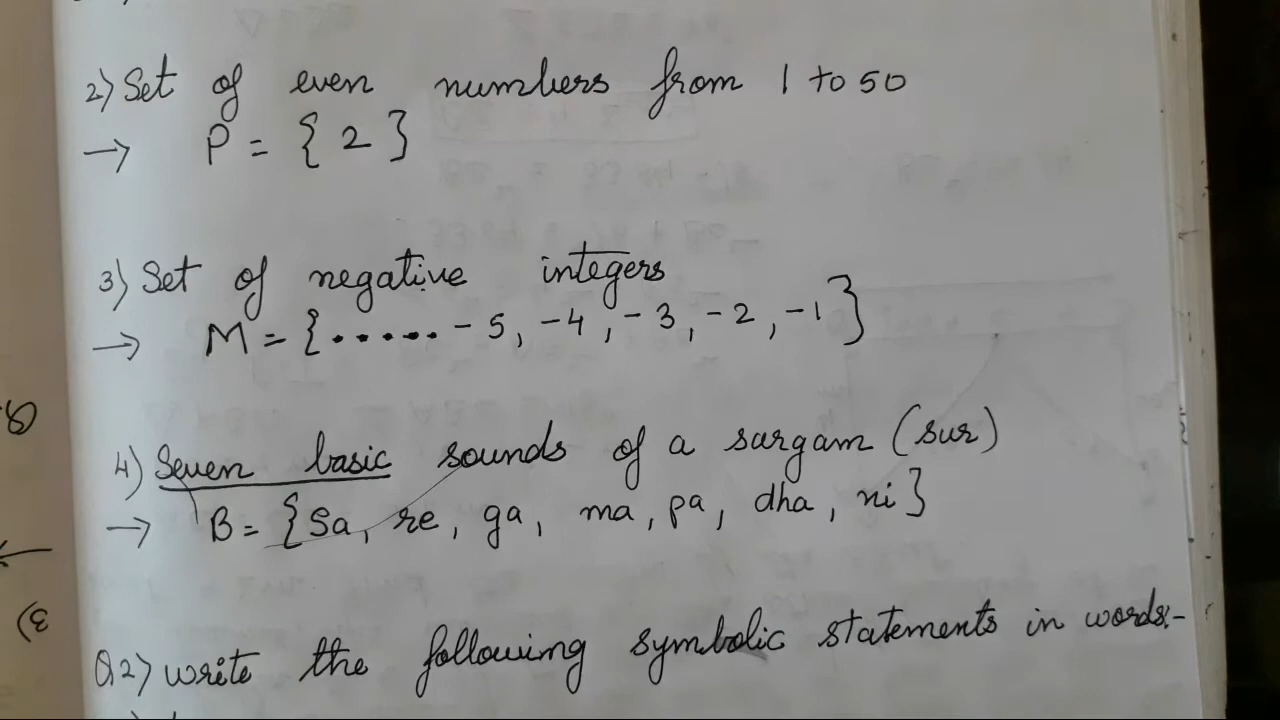 2) Set of even numbers from 1 to 50
→ P = { 2 }
3) Set of negative integers
→ M = {..... -5, -4, -3, -2, -1}
4) Seven basic sounds of a sargam (sur)
→ B = {Sa, re, ga, ma, pa, dha, ni}
Q2) write the following symbolic statements in words:-
3)